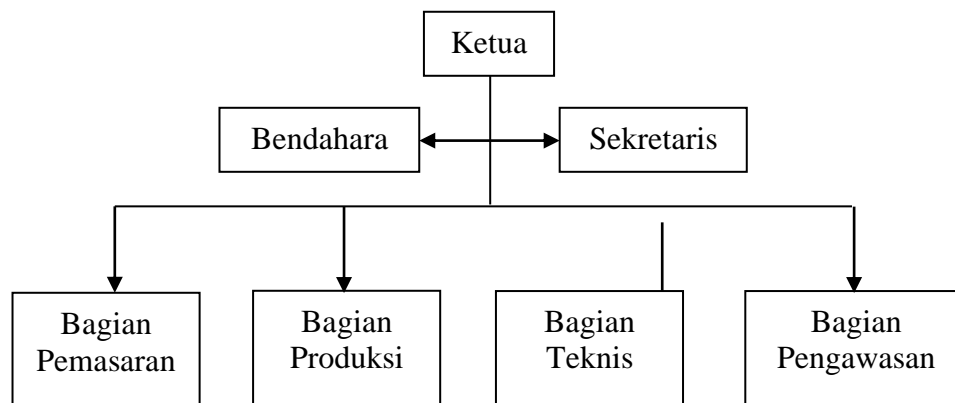 Ketua
Bendahara
Sekretaris
Bagian
Pemasaran
Bagian
Produksi
Bagian
Teknis
Bagian
Pengawasan